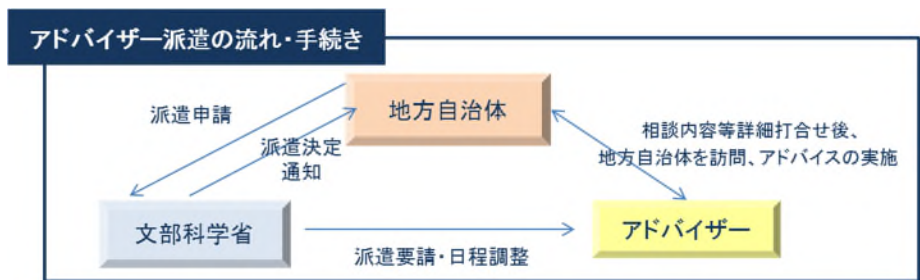 アドバイザー派遣の流れ・手続き
地方自治体
派遣申請
派遣決定
通知
相談内容等詳細打合せ後、
地方自治体を訪問、アドバイスの実施
文部科学省
アドバイザー
派遣要請・日程調整